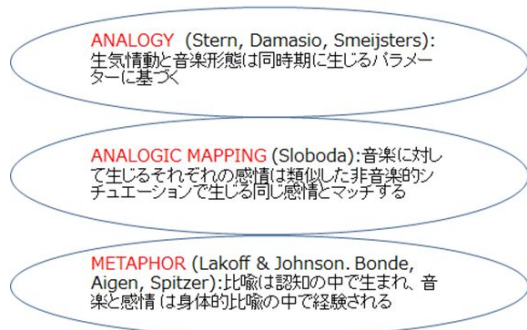 ANALOGY (Stern, Damasio, Smeijsters):
生気情動と音楽形態は同時期に生じるパラメー
ターに基づく
ANALOGIC MAPPING (Sloboda):音楽に対し
て生じるそれぞれの感情は類似した非音楽的シ
チュエーションで生じる同じ感情とマッチする
METAPHOR (Lakoff & Johnson. Bonde,
Aigen, Spitzer):比喩は認知の中で生まれ、音
楽と感情 は身体的比喩の中で経験される